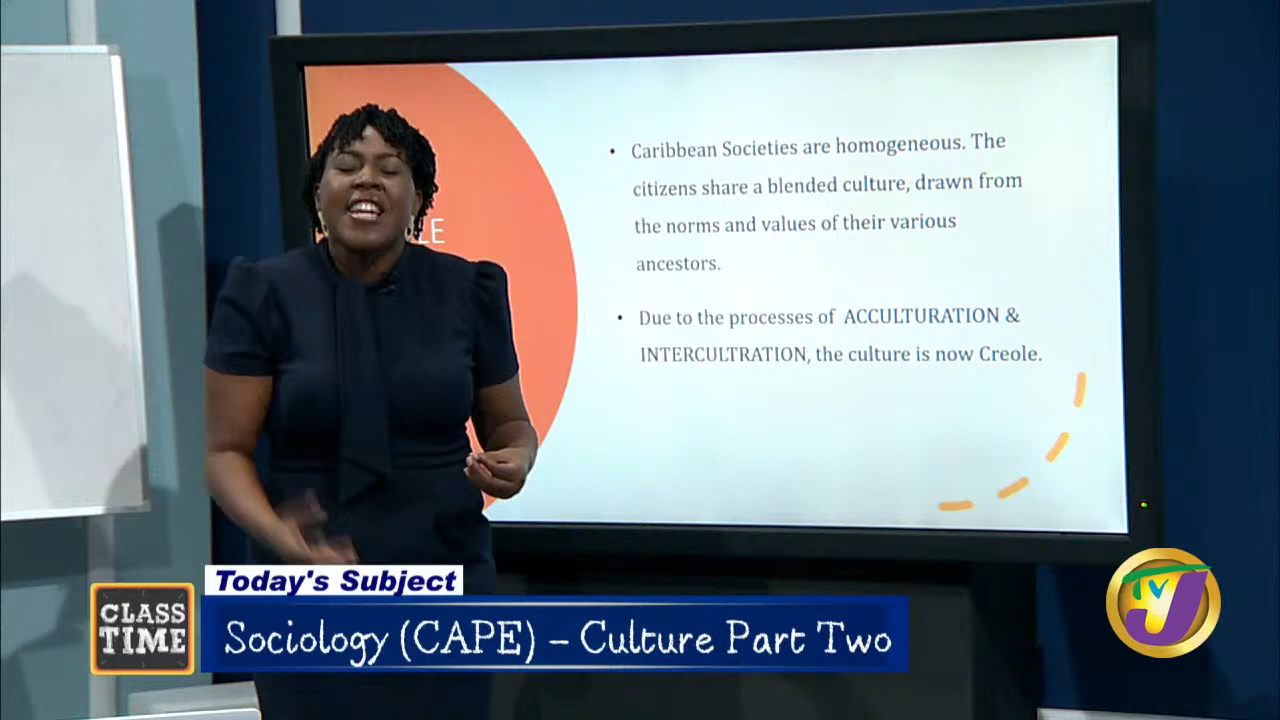 LE
• Caribbean Societies are homogeneous. The
citizens share a blended culture, drawn from
the norms and values of their various
ancestors.
• Due to the processes of ACCULTURATION &
INTERCULTRATION, the culture is now Creole.
Today's Subject
CLASS
TIME
Sociology (CAPE) – Culture Part Two
TVJ